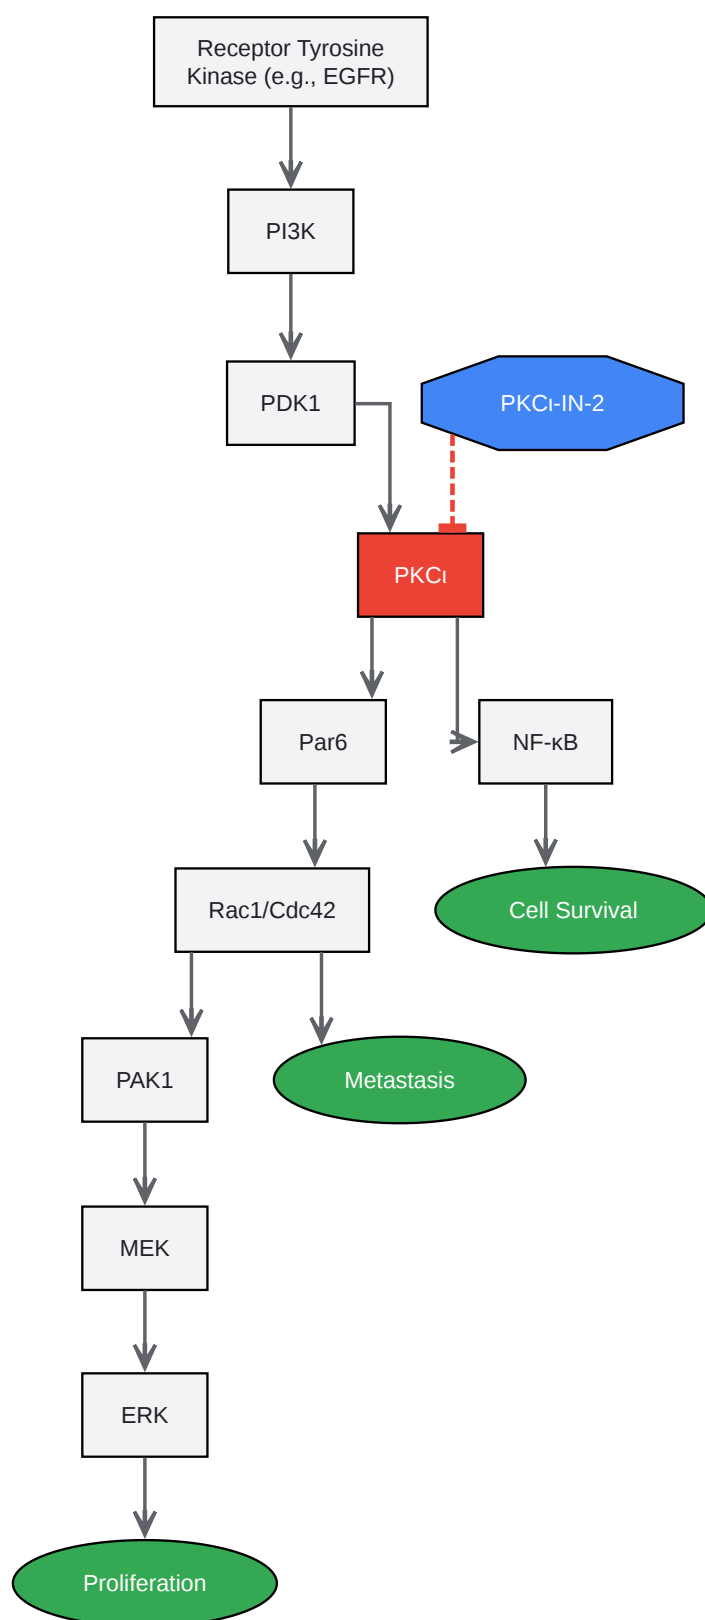 Receptor Tyrosine
Kinase (e.g., EGFR)
PI3K
PDK1
PKCι-IN-2
PKCι
Par6
NF-κB
Rac1/Cdc42
Cell Survival
PAK1
Metastasis
MEK
ERK
Proliferation